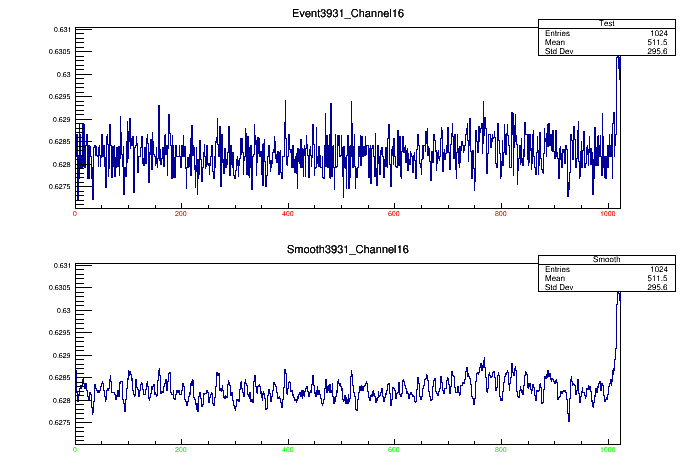 Event3931_Channel16
Test
Entries 1024
Mean 511.5
Std Dev 295.6
0.631
0.6305
0.63
0.6295
0.629
0.6285
0.628
0.6275
0 200 400 600 800 1000
Smooth3931_Channel16
Smooth
Entries 1024
Mean 511.5
Std Dev 295.6
0.631
0.6305
0.63
0.6295
0.629
0.6285
0.628
0.6275
0 200 400 600 800 1000